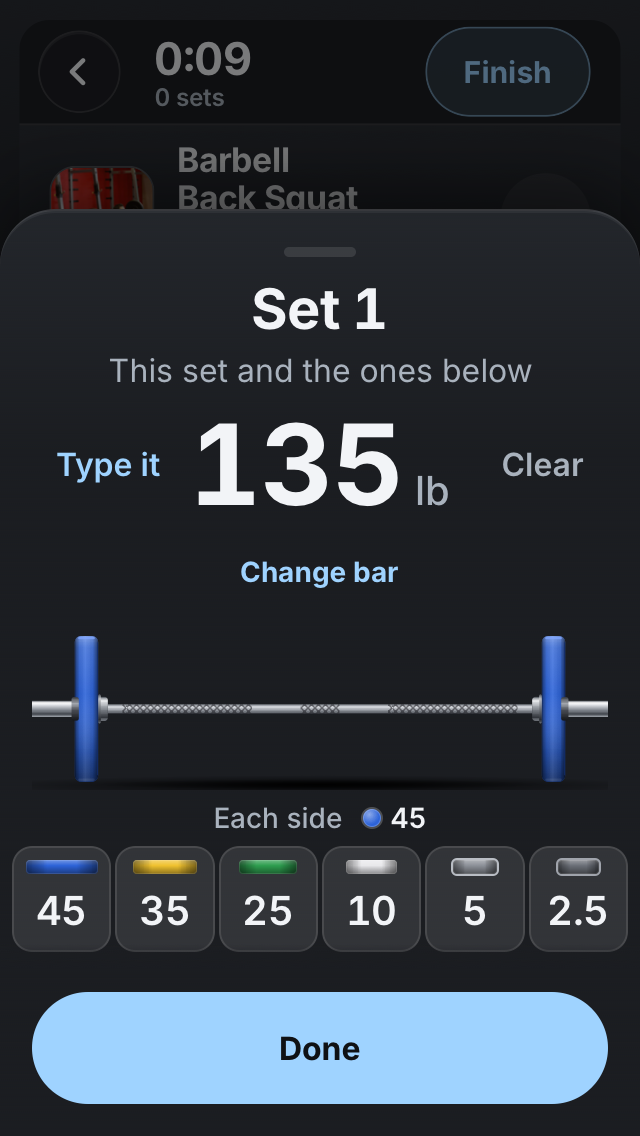 0:09
0 sets
Finish
Barbell
Back Squat
Set 1
This set and the ones below
Type it
135 lb
Clear
Change bar
Each side 45
45
35
25
10
5
2.5
Done